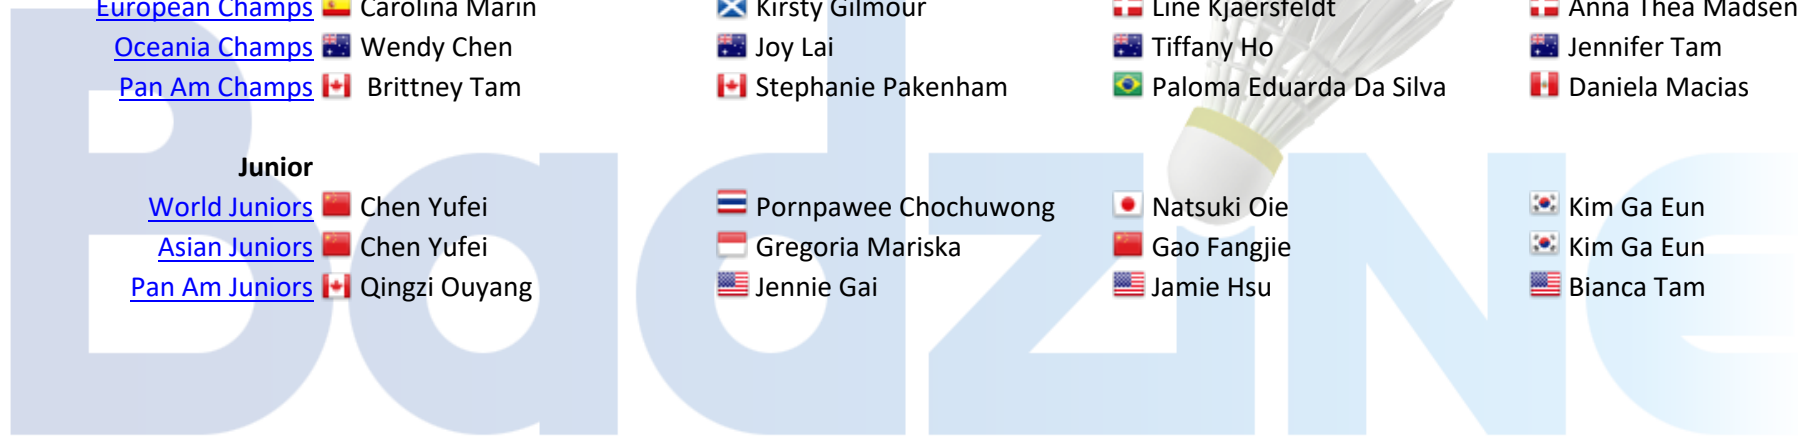 European Champs Carolina Marin Kirsty Gilmour Line Kjaersfeldt Anna Thea Madsen
Oceania Champs Wendy Chen Joy Lai Tiffany Ho Jennifer Tam
Pan Am Champs Brittney Tam Stephanie Pakenham Paloma Eduarda Da Silva Daniela Macias
Junior
World Juniors Chen Yufei Pornpawee Chochuwong Natsuki Oie Kim Ga Eun
Asian Juniors Chen Yufei Gregoria Mariska Gao Fangjie Kim Ga Eun
Pan Am Juniors Qingzi Ouyang Jennie Gai Jamie Hsu Bianca Tam
BadziNe